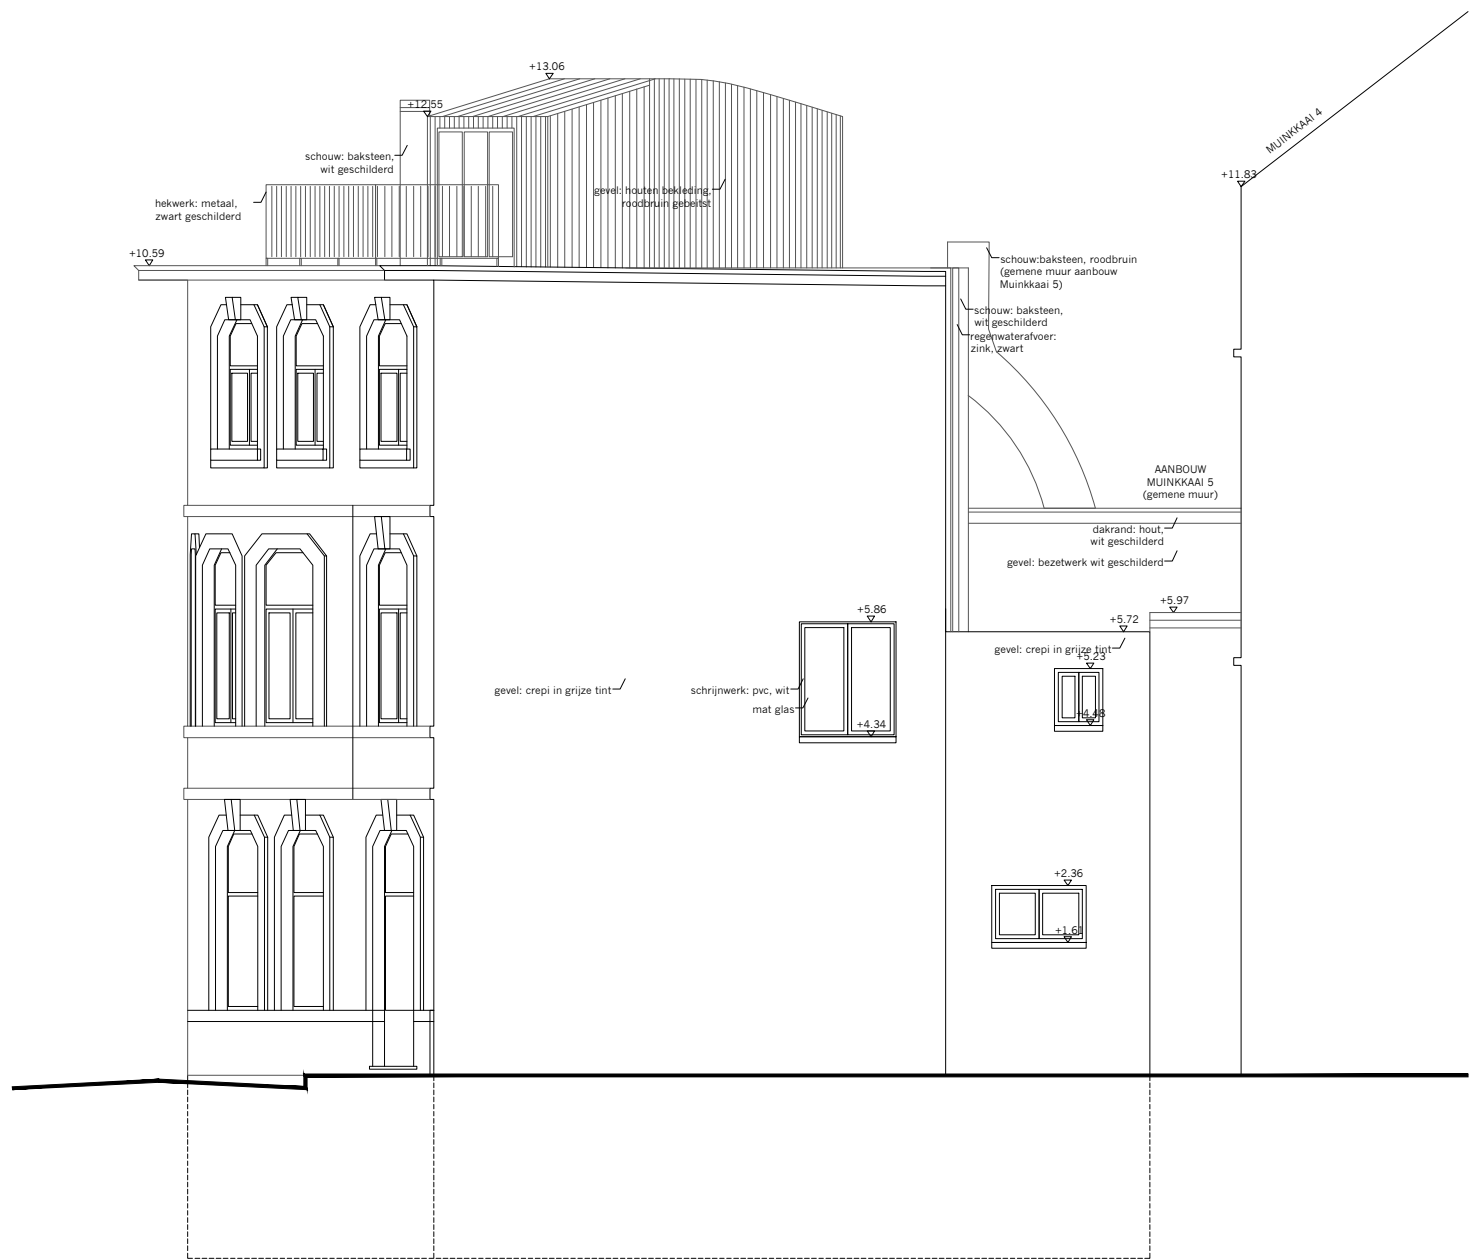 +13.06
+12.55
MUINKKAAI 4
schouw: baksteen,
wit geschilderd
+11.83
gevel: houten bekleding,
roodbruin gebeitst
hekwerk: metaal,
zwart geschilderd
+10.59
schouw:baksteen, roodbruin
(gemene muur aanbouw
Muinkkaai 5)
schouw: baksteen,
wit geschilderd
regenwaterafvoer:
zink, zwart
AANBOUW
MUINKKAAI 5
(gemene muur)
dakrand: hout,
wit geschilderd
gevel: bezetwerk wit geschilderd
+5.97
+5.86
+5.72
gevel: crepi in grijze tint
+5.23
gevel: crepi in grijze tint
schrijnwerk: pvc, wit
mat glas
+4.48
+4.34
+2.36
+1.61